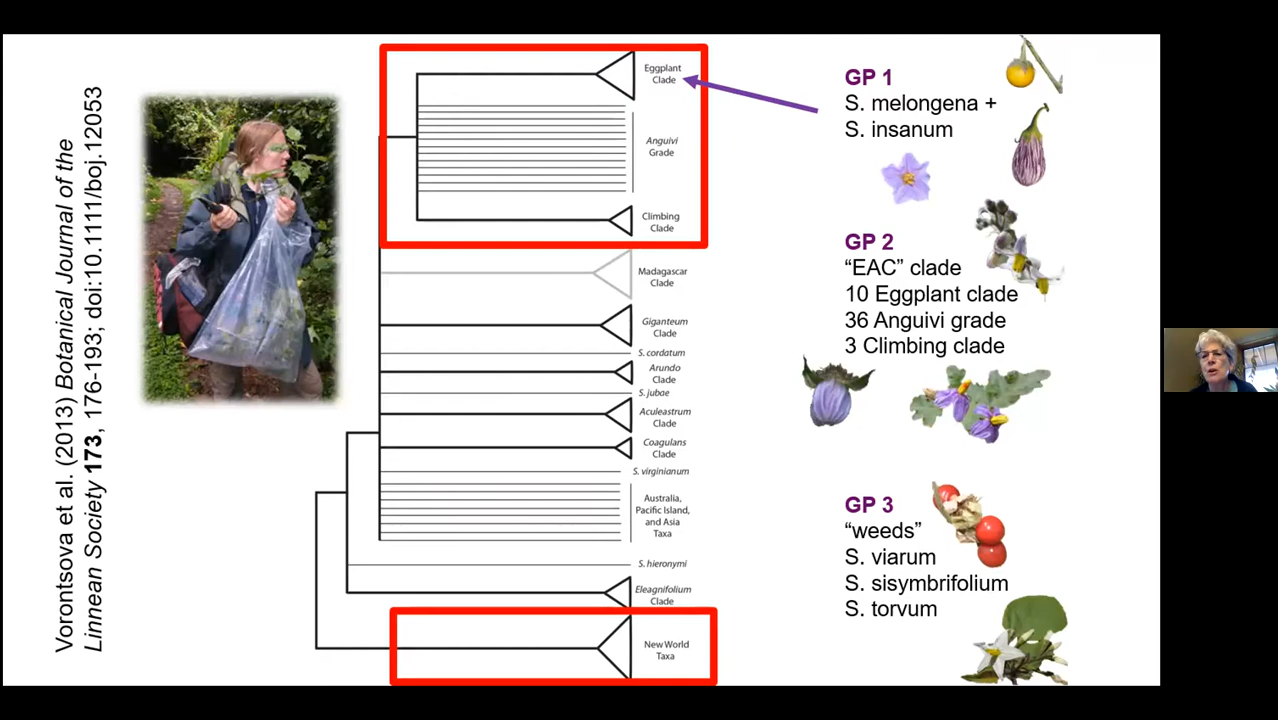 Vorontsova et al. (2013) Botanical Journal of the
Linnean Society 173, 176-193; doi:10.1111/boj.12053
Eggplant
Clade
Anguivi
Grade
Climbing
Clade
Madagascar
Clade
Giganteum
Clade
S. cordatum
Arundo
Clade
S. jubae
Aculeastrum
Clade
Coagulans
Clade
S. virginianum
Australia,
Pacific Island,
and Asia
Taxa
S. hieronymi
Eleagnifolium
Clade
New World
Taxa
GP 1
S. melongena +
S. insanum
GP 2
“EAC” clade
10 Eggplant clade
36 Anguivi grade
3 Climbing clade
GP 3
“weeds”
S. viarum
S. sisymbrifolium
S. torvum